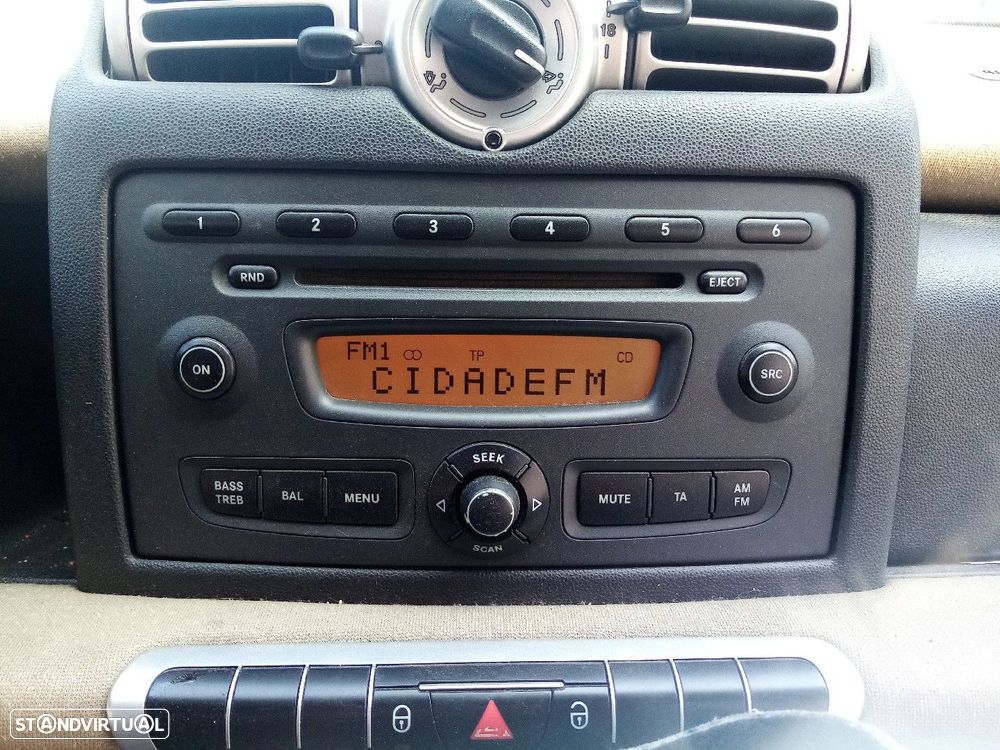 18
1 2 3 4 5 6
RND EJECT
FM1 TP CD
CIDADEFM
ON SRC
SEEK
BASS TREB BAL MENU MUTE TA AM FM
SCAN
STANDVIRTUAL